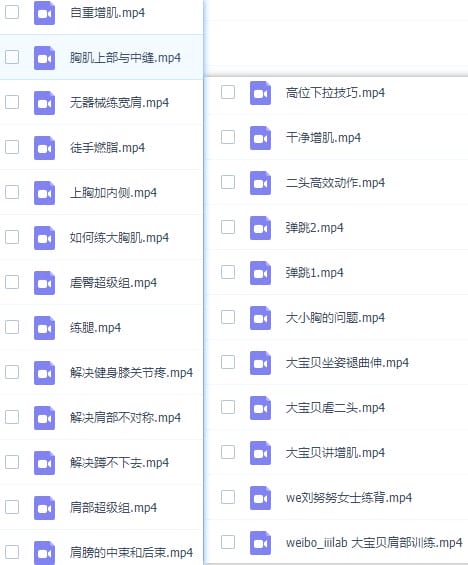 自重增肌.mp4
胸肌上部与中缝.mp4
无器械练宽肩.mp4
徒手燃脂.mp4
上胸加内侧.mp4
如何练大胸肌.mp4
虐臀超级组.mp4
练腿.mp4
解决健身膝关节疼.mp4
解决肩部不对称.mp4
解决蹲不下去.mp4
肩部超级组.mp4
肩膀的中束和后束.mp4
高位下拉技巧.mp4
干净增肌.mp4
二头高效动作.mp4
弹跳2.mp4
弹跳1.mp4
大小胸的问题.mp4
大宝贝坐姿褪曲伸.mp4
大宝贝虐二头.mp4
大宝贝讲增肌.mp4
we刘努努女士练背.mp4
weibo_iiilab 大宝贝肩部训练.mp4